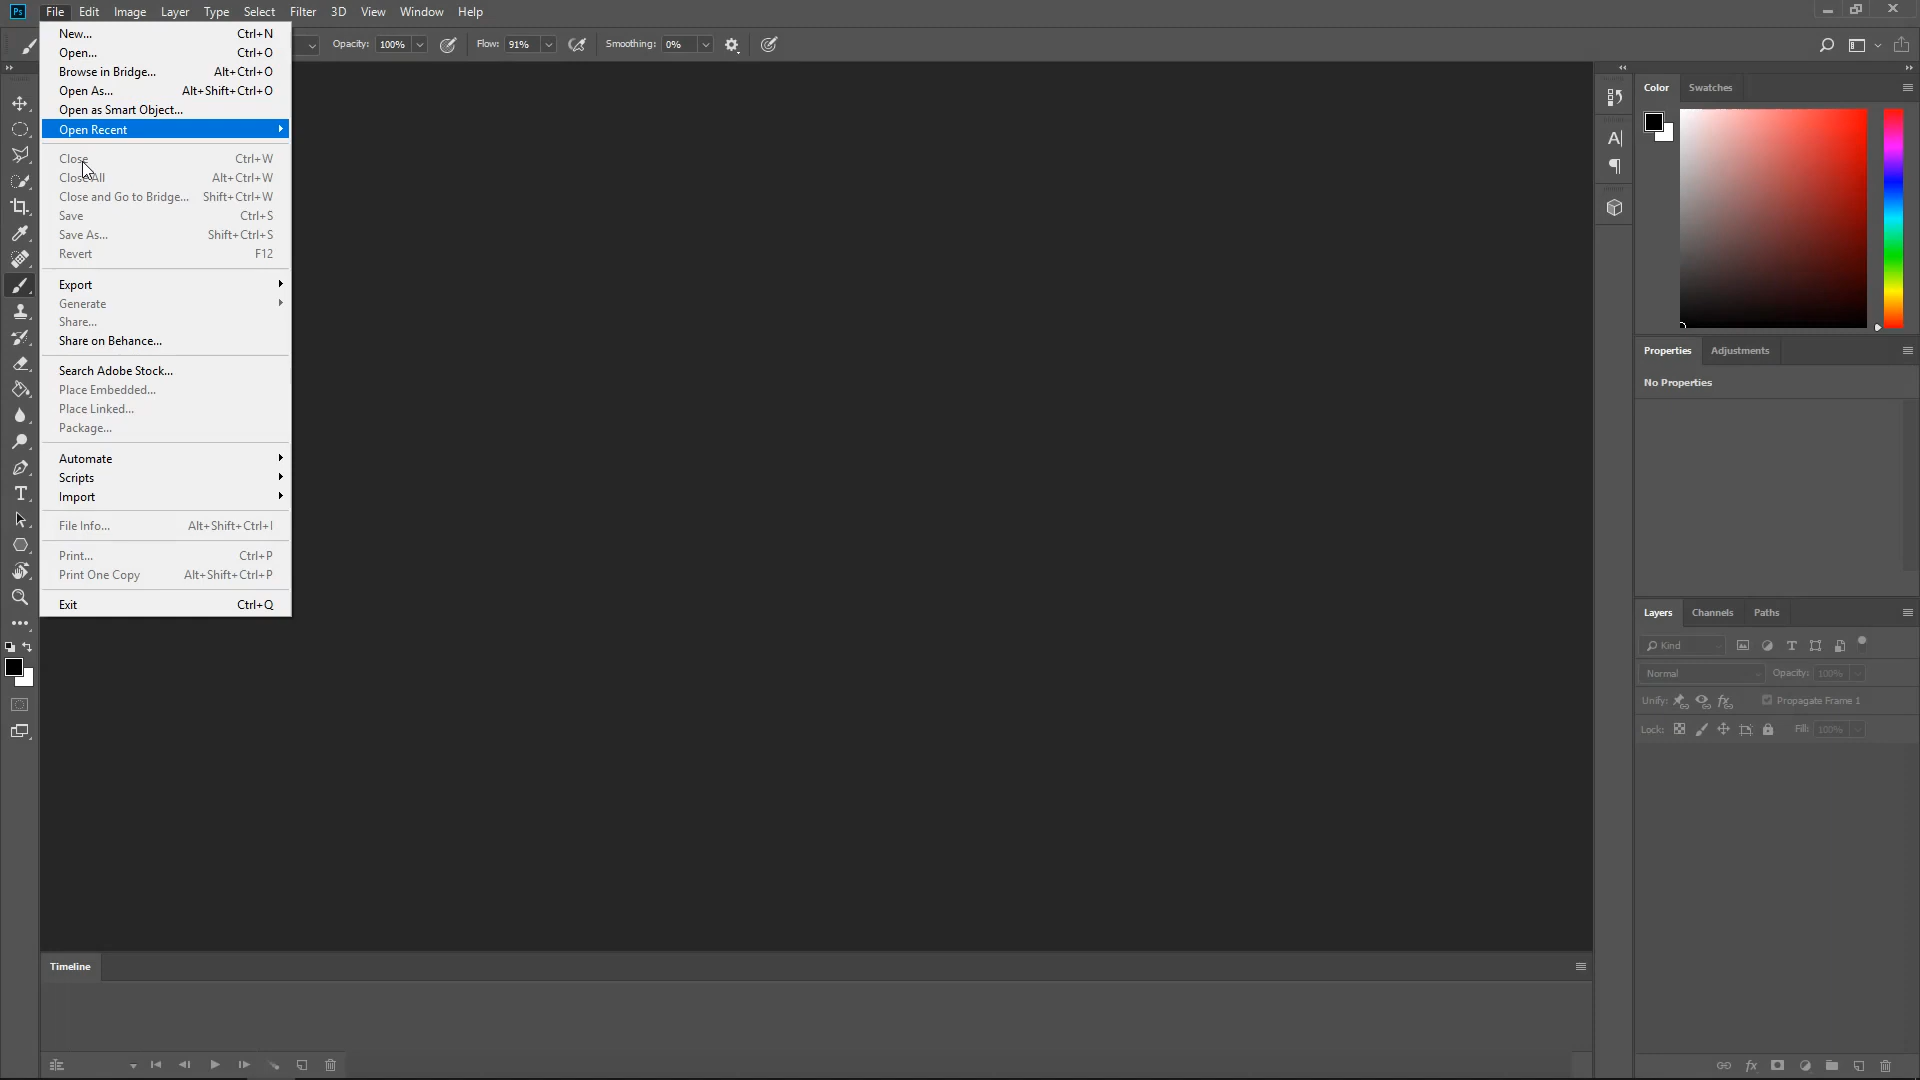 Ps File Edit Image Layer Type Select Filter 3D View Window Help
Opacity: 100% Flow: 91% Smoothing: 0%
New... Ctrl+N
Open... Ctrl+O
Browse in Bridge... Alt+Ctrl+O
Open As... Alt+Shift+Ctrl+O
Open as Smart Object...
Open Recent
Close Ctrl+W
Close All Alt+Ctrl+W
Close and Go to Bridge... Shift+Ctrl+W
Save Ctrl+S
Save As... Shift+Ctrl+S
Revert F12
Export
Generate
Share...
Share on Behance...
Search Adobe Stock...
Place Embedded...
Place Linked...
Package...
Automate
Scripts
Import
File Info... Alt+Shift+Ctrl+I
Print... Ctrl+P
Print One Copy Alt+Shift+Ctrl+P
Exit Ctrl+Q
Color Swatches
Properties Adjustments
No Properties
Layers Channels Paths
Kind
Normal Opacity: 100%
Unify: Propagate Frame 1
Lock: Fill: 100%
Timeline